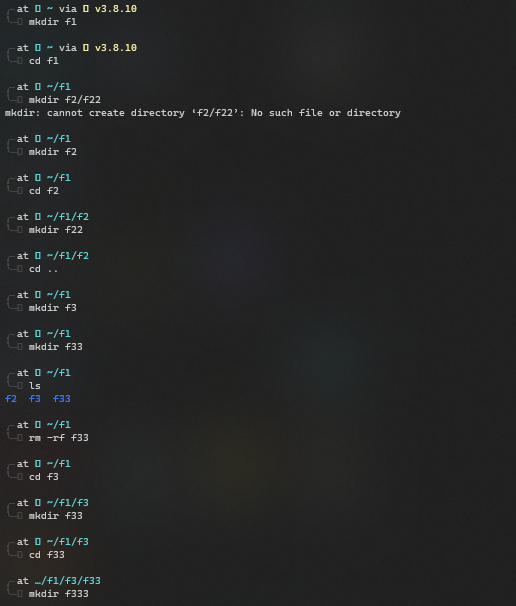 at ~ via v3.8.10
mkdir f1
at ~ via v3.8.10
cd f1
at ~/f1
mkdir f2/f22
mkdir: cannot create directory ‘f2/f22’: No such file or directory
at ~/f1
mkdir f2
at ~/f1
cd f2
at ~/f1/f2
mkdir f22
at ~/f1/f2
cd ..
at ~/f1
mkdir f3
at ~/f1
mkdir f33
at ~/f1
ls
f2 f3 f33
at ~/f1
rm -rf f33
at ~/f1
cd f3
at ~/f1/f3
mkdir f33
at ~/f1/f3
cd f33
at …/f1/f3/f33
mkdir f333